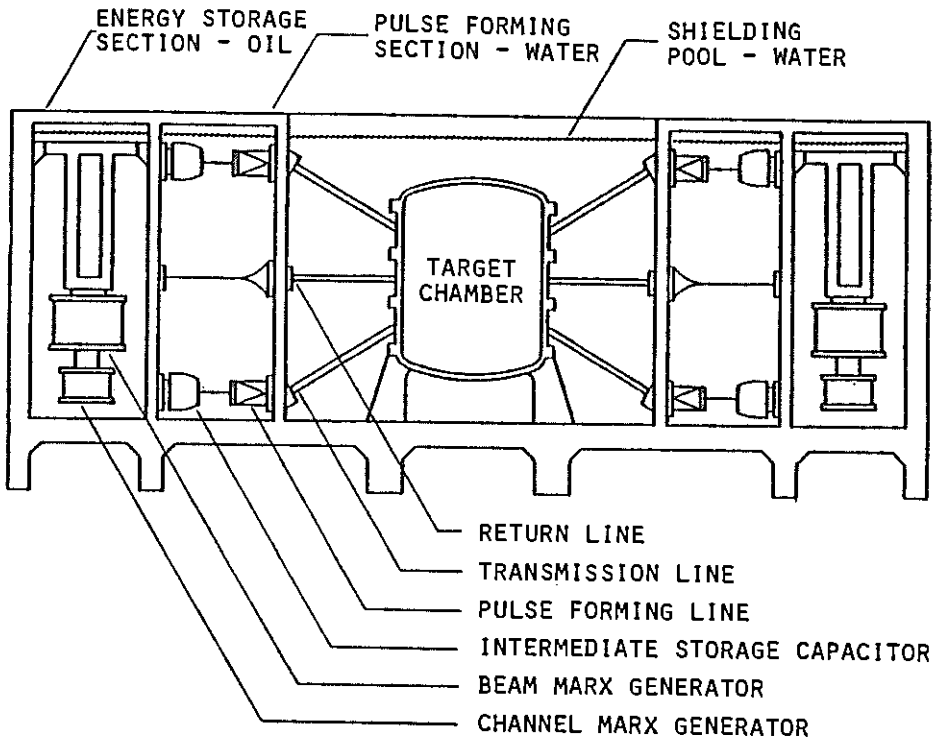 ENERGY STORAGE
SECTION - OIL
PULSE FORMING
SECTION - WATER
SHIELDING
POOL - WATER
TARGET
CHAMBER
RETURN LINE
TRANSMISSION LINE
PULSE FORMING LINE
INTERMEDIATE STORAGE CAPACITOR
BEAM MARX GENERATOR
CHANNEL MARX GENERATOR